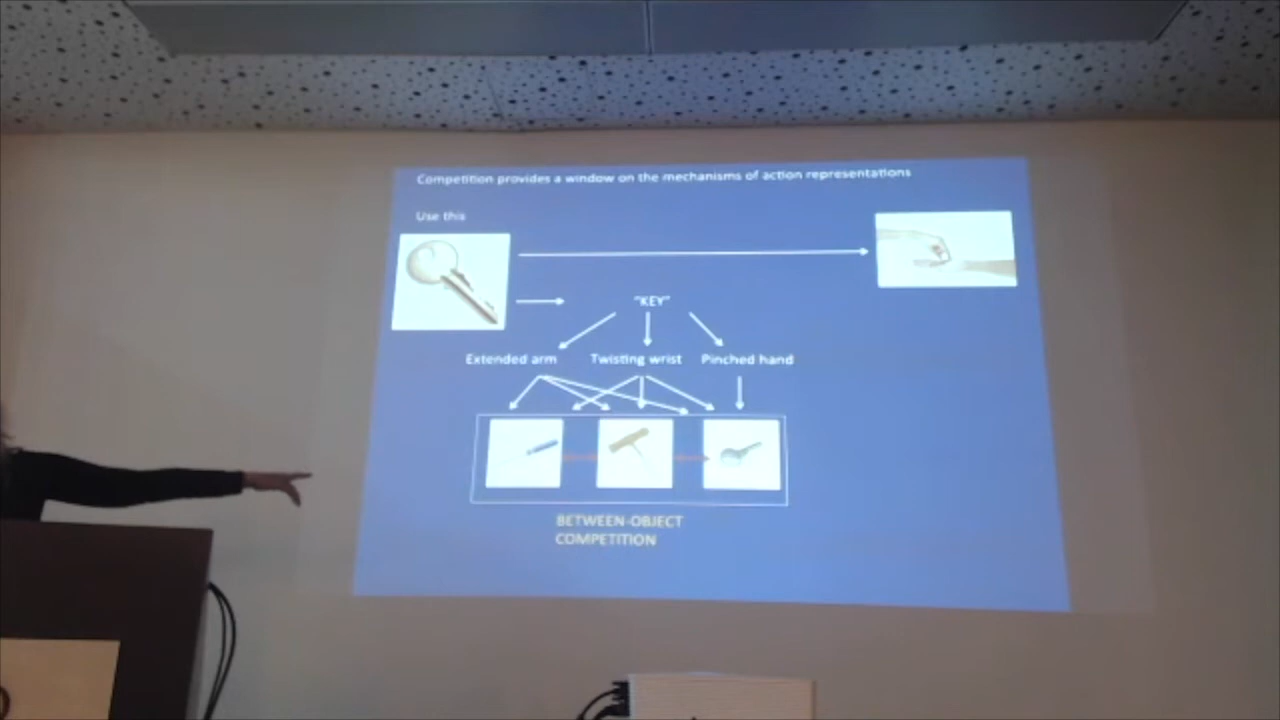 Competition provides a window on the mechanisms of action representations
Use this
"KEY"
Extended arm
Twisting wrist
Pinched hand
BETWEEN-OBJECT
COMPETITION